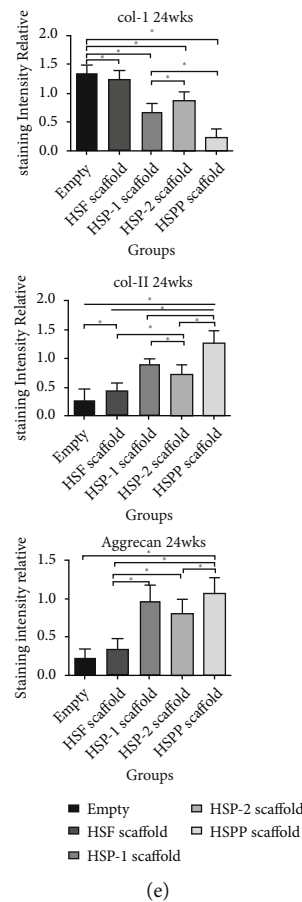 col-1 24wks
staining Intensity Relative
2.0
1.5
1.0
0.5
0.0
Empty
HSF scaffold
HSP-1 scaffold
HSP-2 scaffold
HSPP scaffold
Groups
* * * * * *
col-II 24wks
staining Intensity Relative
2.0
1.5
1.0
0.5
0.0
Empty
HSF scaffold
HSP-1 scaffold
HSP-2 scaffold
HSPP scaffold
Groups
* * * * * * *
Aggrecan 24wks
Staining intensity relative
1.5
1.0
0.5
0.0
Empty
HSF scaffold
HSP-1 scaffold
HSP-2 scaffold
HSPP scaffold
Groups
* * * * *
Empty
HSF scaffold
HSP-1 scaffold
HSP-2 scaffold
HSPP scaffold
(e)